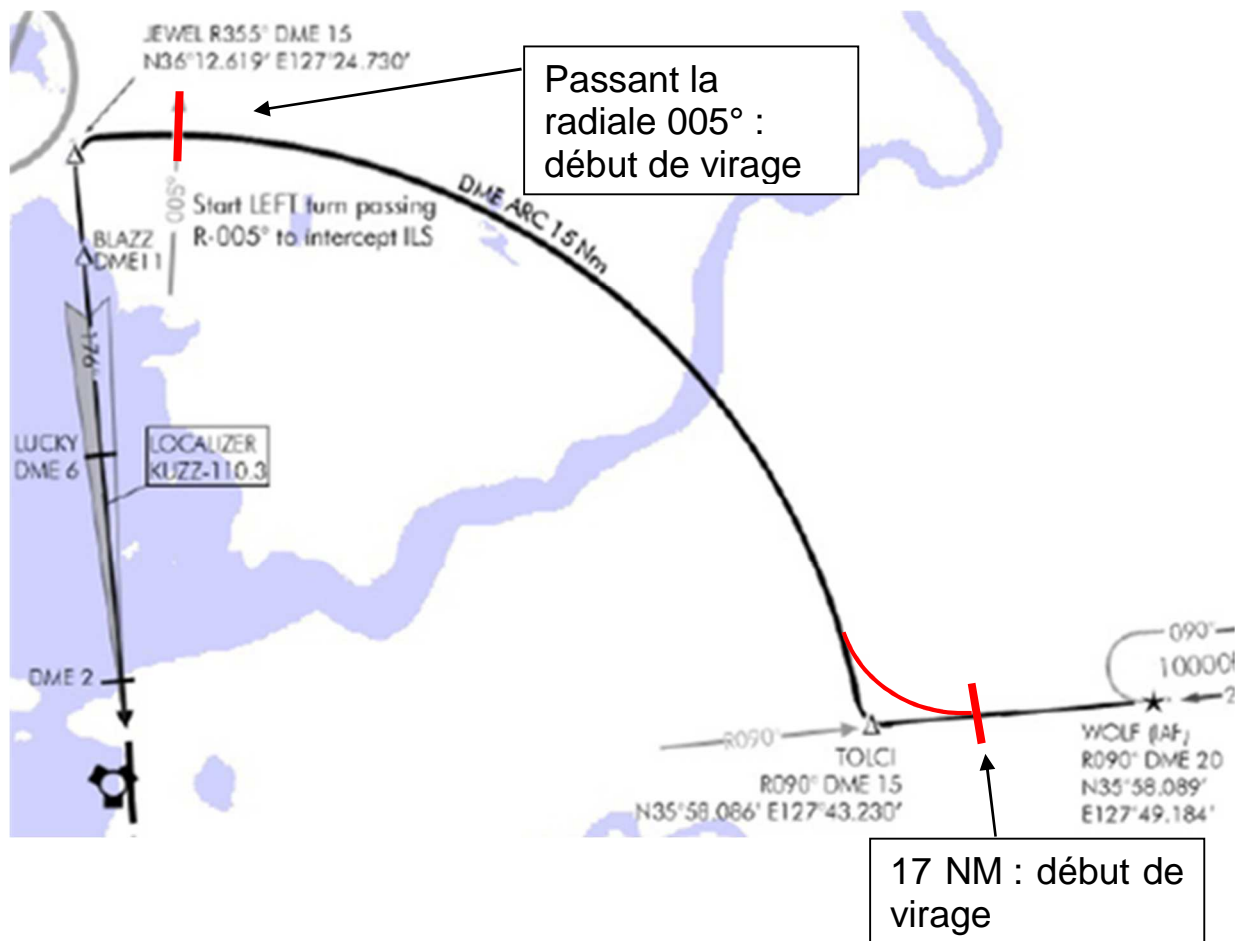 JEWEL R355° DME 15
N36°12.619' E127°24.730'
Passant la
radiale 005° :
début de virage
005°
Start LEFT turn passing
R-005° to intercept ILS
DME ARC 15 Nm
BLAZZ
DME11
176°
LUCKY
DME 6
LOCALIZER
KUZZ-110.3
DME 2
090°
10000
R090°
TOLCI
R090° DME 15
N35°58.086' E127°43.230'
WOLF (IAF)
R090° DME 20
N35°58.089'
E127°49.184'
17 NM : début de
virage